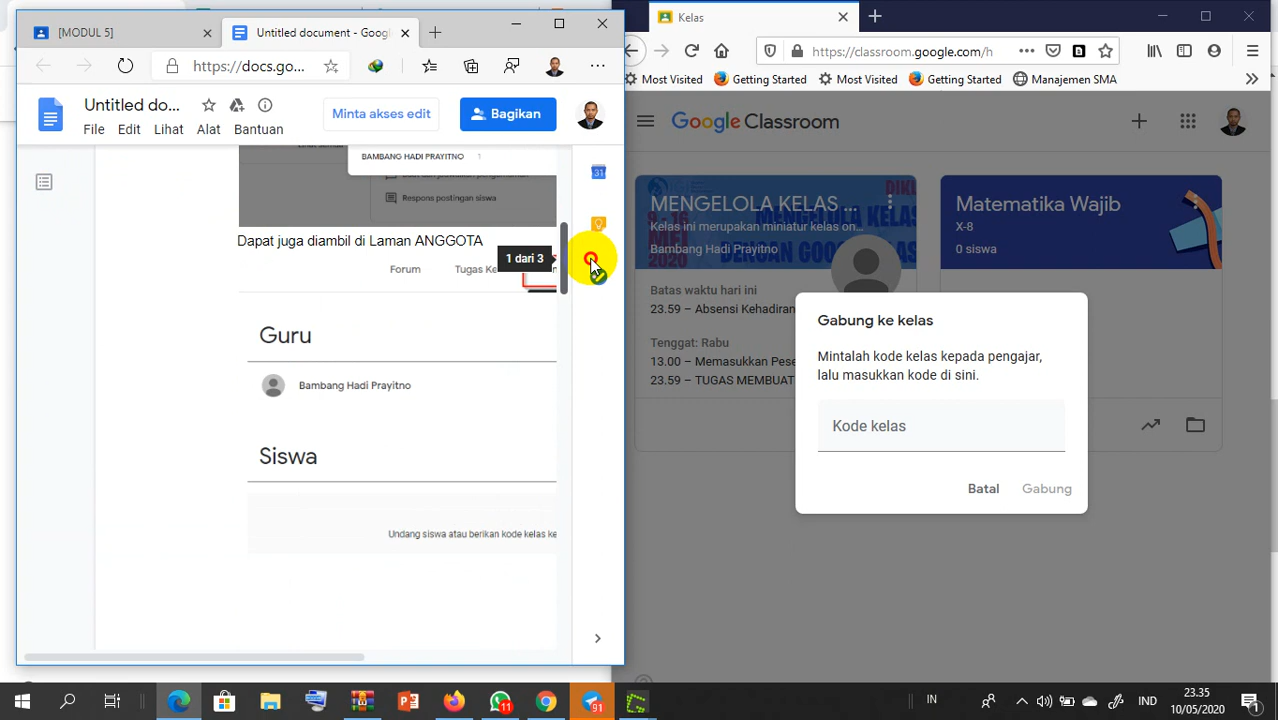 [MODUL 5]
Untitled document - Googl
https://docs.go...
Untitled do...
File Edit Lihat Alat Bantuan
Minta akses edit
Bagikan
BAMBANG HADI PRAYITNO 1
Respons postingan siswa
Dapat juga diambil di Laman ANGGOTA
1 dari 3
Forum Tugas Ke
Guru
Bambang Hadi Prayitno
Siswa
Undang siswa atau berikan kode kelas ke
31
Kelas
https://classroom.google.com/h
Most Visited Getting Started Most Visited Getting Started Manajemen SMA
Google Classroom
MENGELOLA KELAS ...
Kelas ini merupakan miniatur kelas on...
Bambang Hadi Prayitno
Batas waktu hari ini
23.59 – Absensi Kehadiran
Tenggat: Rabu
13.00 – Memasukkan Pese
23.59 – TUGAS MEMBUAT
Matematika Wajib
X-8
0 siswa
Gabung ke kelas
Mintalah kode kelas kepada pengajar,
lalu masukkan kode di sini.
Kode kelas
Batal Gabung
11
91
IN
IND
23.35
10/05/2020
1